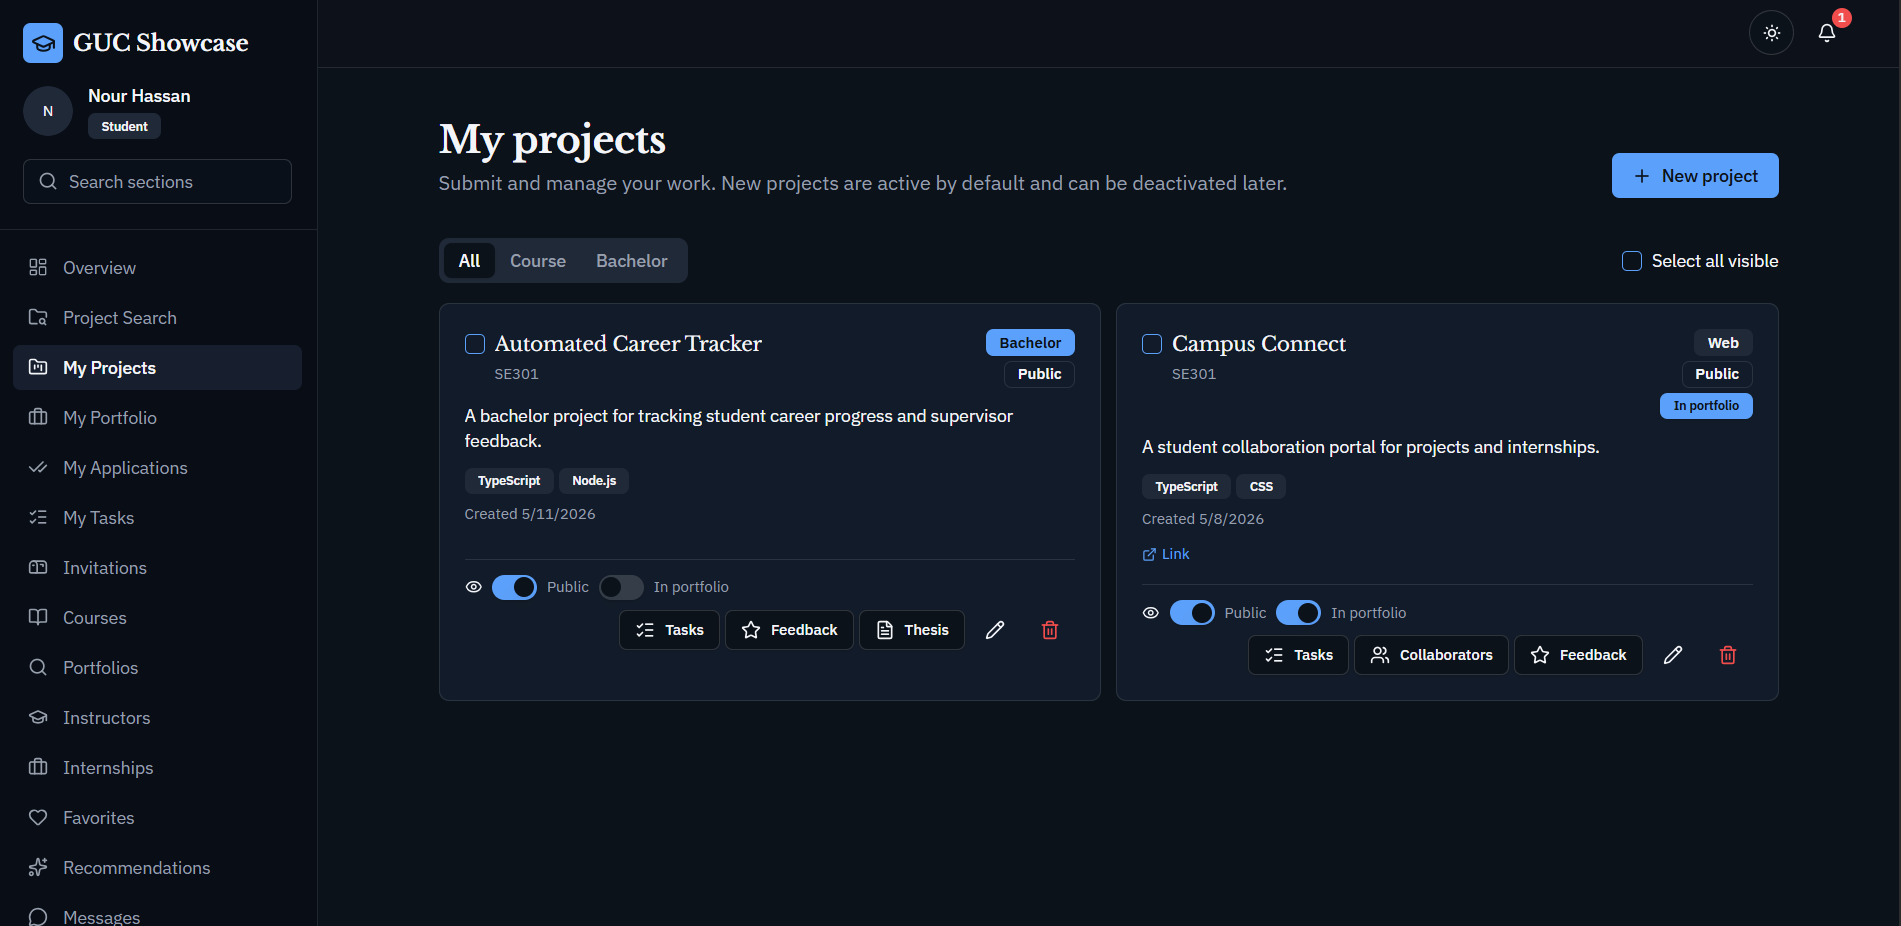 GUC Showcase
N
Nour Hassan
Student
Search sections
Overview
Project Search
My Projects
My Portfolio
My Applications
My Tasks
Invitations
Courses
Portfolios
Instructors
Internships
Favorites
Recommendations
Messages
1
My projects
Submit and manage your work. New projects are active by default and can be deactivated later.
New project
All Course Bachelor
Select all visible
Automated Career Tracker
Bachelor
SE301
Public
A bachelor project for tracking student career progress and supervisor
feedback.
TypeScript Node.js
Created 5/11/2026
Public In portfolio
Tasks Feedback Thesis
Campus Connect
Web
SE301
Public
In portfolio
A student collaboration portal for projects and internships.
TypeScript CSS
Created 5/8/2026
Link
Public In portfolio
Tasks Collaborators Feedback